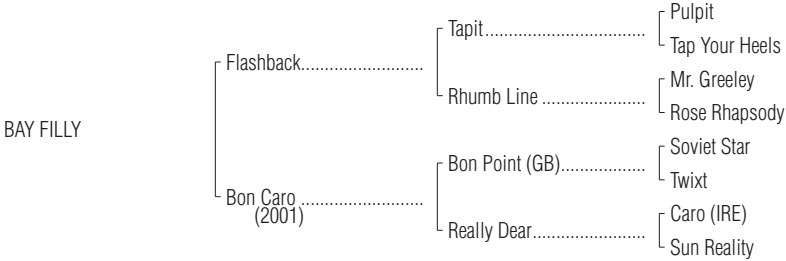 Pulpit
Tapit................................
Tap Your Heels
Flashback........................
Mr. Greeley
Rhumb Line .....................
Rose Rhapsody
BAY FILLY
Soviet Star
Bon Point (GB).................
Twixt
Bon Caro ........................
(2001)
Caro (IRE)
Really Dear.......................
Sun Reality